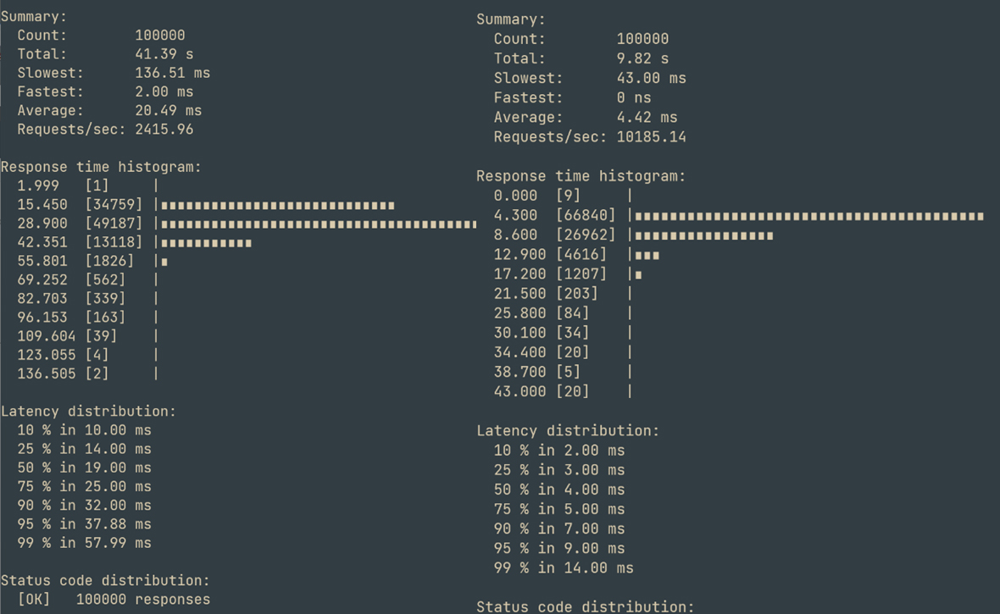 Summary:
Count: 100000
Total: 41.39 s
Slowest: 136.51 ms
Fastest: 2.00 ms
Average: 20.49 ms
Requests/sec: 2415.96
Response time histogram:
1.999 [1] |
15.450 [34759] |∎∎∎∎∎∎∎∎∎∎∎∎∎∎∎∎∎∎∎∎∎∎∎∎∎∎∎∎
28.900 [49187] |∎∎∎∎∎∎∎∎∎∎∎∎∎∎∎∎∎∎∎∎∎∎∎∎∎∎∎∎∎∎∎∎∎∎∎∎∎∎
42.351 [13118] |∎∎∎∎∎∎∎∎∎∎∎
55.801 [1826] |∎
69.252 [562] |
82.703 [339] |
96.153 [163] |
109.604 [39] |
123.055 [4] |
136.505 [2] |
Latency distribution:
10 % in 10.00 ms
25 % in 14.00 ms
50 % in 19.00 ms
75 % in 25.00 ms
90 % in 32.00 ms
95 % in 37.88 ms
99 % in 57.99 ms
Status code distribution:
[OK] 100000 responses
Summary:
Count: 100000
Total: 9.82 s
Slowest: 43.00 ms
Fastest: 0 ns
Average: 4.42 ms
Requests/sec: 10185.14
Response time histogram:
0.000 [9] |
4.300 [66840] |∎∎∎∎∎∎∎∎∎∎∎∎∎∎∎∎∎∎∎∎∎∎∎∎∎∎∎∎∎∎∎∎∎∎∎∎∎∎∎∎
8.600 [26962] |∎∎∎∎∎∎∎∎∎∎∎∎∎∎∎∎
12.900 [4616] |∎∎∎
17.200 [1207] |∎
21.500 [203] |
25.800 [84] |
30.100 [34] |
34.400 [20] |
38.700 [5] |
43.000 [20] |
Latency distribution:
10 % in 2.00 ms
25 % in 3.00 ms
50 % in 4.00 ms
75 % in 5.00 ms
90 % in 7.00 ms
95 % in 9.00 ms
99 % in 14.00 ms
Status code distribution: